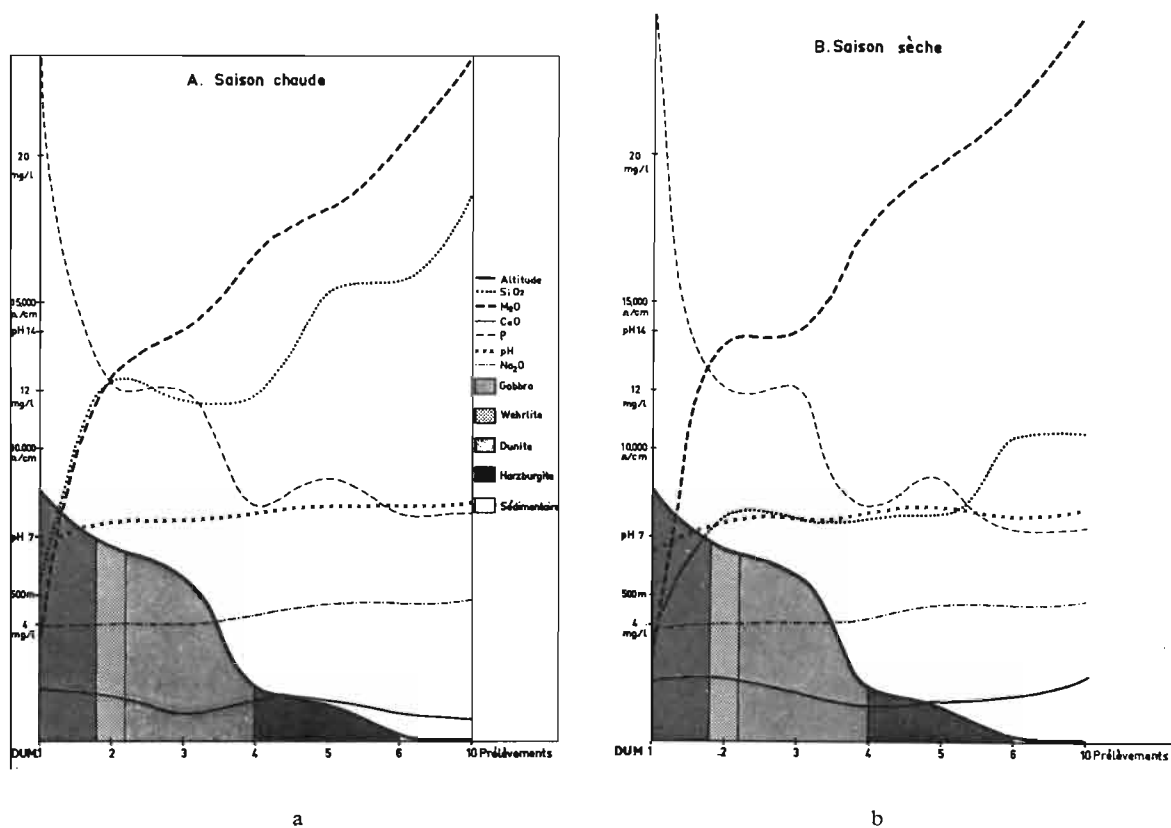 A. Saison chaude
20
mg/l
15,000
Ω/cm
pH 14
12
mg/l
10,000
Ω/cm
pH 7
500m
4
mg/l
DUM 1
2
3
4
5
6
10 Prélèvements
Altitude
SiO2
MgO
CaO
ρ
pH
Na2O
Gabbro
Wehrlite
Dunite
Harzburgite
Sédimentaire
a
B. Saison sèche
20
mg/l
15,000
Ω/cm
pH 14
12
mg/l
10,000
Ω/cm
pH 7
500m
4
mg/l
DUM 1
2
3
4
5
6
10 Prélèvements
b